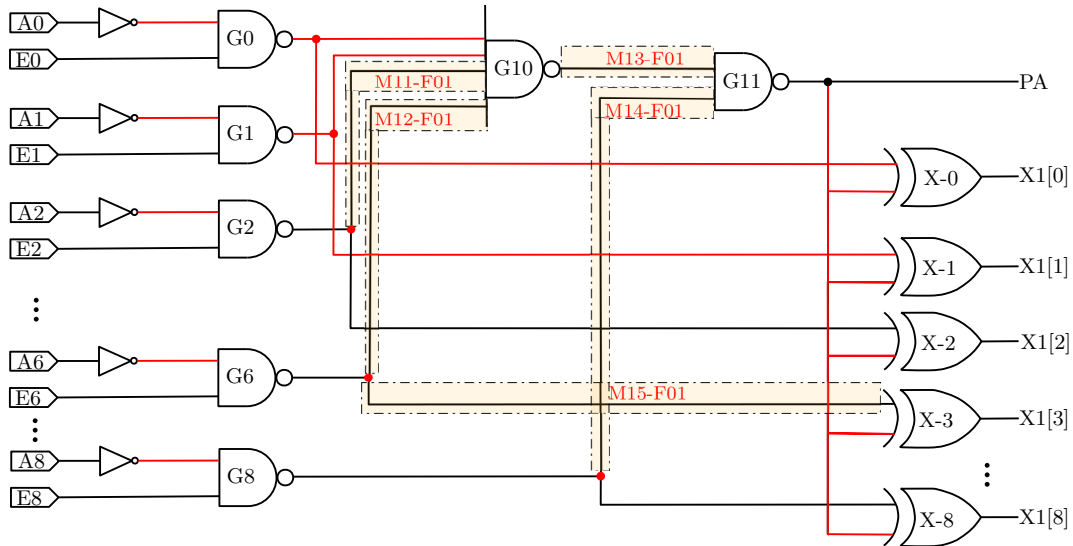 A0
G0
E0
G10
M13-F01
G11
PA
M11-F01
M14-F01
A1
G1
M12-F01
E1
X-0
X1[0]
A2
G2
E2
X-1
X1[1]
X-2
X1[2]
A6
G6
E6
M15-F01
X-3
X1[3]
A8
G8
E8
X-8
X1[8]